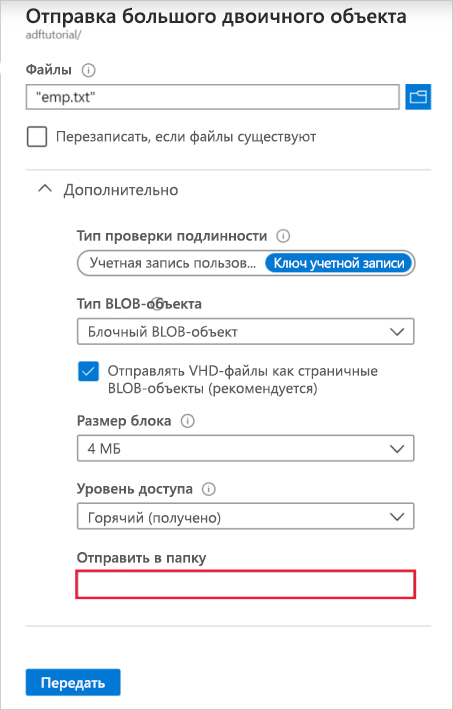 Отправка большого двоичного объекта
adftutorial/
Файлы
"emp.txt"
Перезаписать, если файлы существуют
Дополнительно
Тип проверки подлинности
Учетная запись пользов... Ключ учетной записи
Тип BLOB-объекта
Блочный BLOB-объект
Отправлять VHD-файлы как страничные
BLOB-объекты (рекомендуется)
Размер блока
4 МБ
Уровень доступа
Горячий (получено)
Отправить в папку
Передать